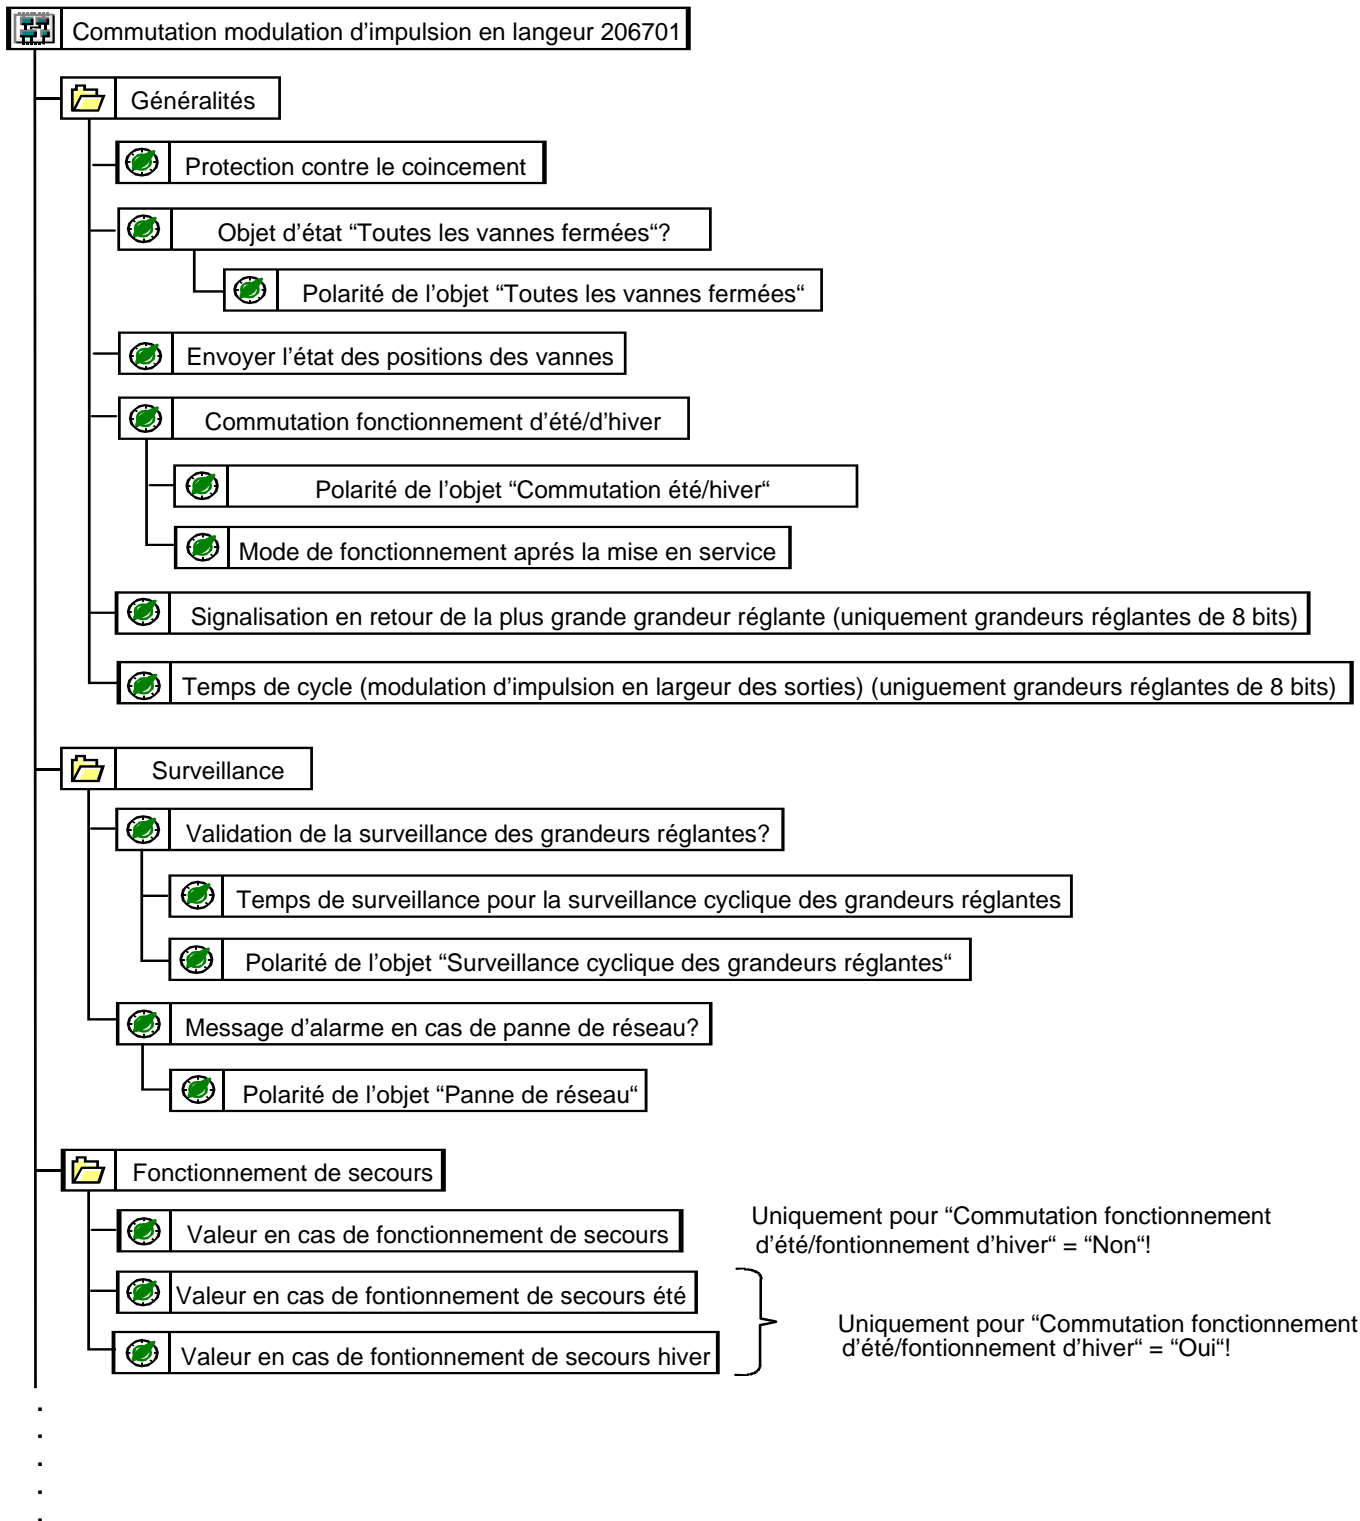 Commutation modulation d’impulsion en langeur 206701
Généralités
Protection contre le coincement
Objet d’état “Toutes les vannes fermées“?
Polarité de l’objet “Toutes les vannes fermées“
Envoyer l’état des positions des vannes
Commutation fonctionnement d’été/d’hiver
Polarité de l’objet “Commutation été/hiver“
Mode de fonctionnement aprés la mise en service
Signalisation en retour de la plus grande grandeur réglante (uniquement grandeurs réglantes de 8 bits)
Temps de cycle (modulation d’impulsion en largeur des sorties) (uniguement grandeurs réglantes de 8 bits)
Surveillance
Validation de la surveillance des grandeurs réglantes?
Temps de surveillance pour la surveillance cyclique des grandeurs réglantes
Polarité de l’objet “Surveillance cyclique des grandeurs réglantes“
Message d’alarme en cas de panne de réseau?
Polarité de l’objet “Panne de réseau“
Fonctionnement de secours
Valeur en cas de fonctionnement de secours
Uniquement pour “Commutation fonctionnement
d’été/fontionnement d’hiver“ = “Non“!
Valeur en cas de fontionnement de secours été
Valeur en cas de fontionnement de secours hiver
Uniquement pour “Commutation fonctionnement
d’été/fontionnement d’hiver“ = “Oui“!
.
.
.
.
.